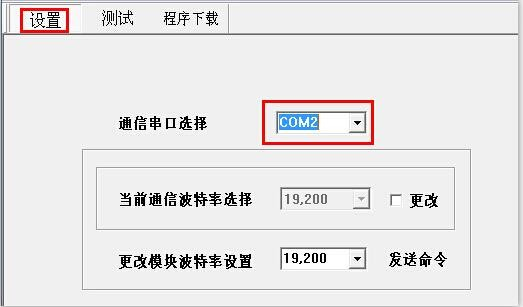 设置 测试 程序下载
通信串口选择 COM2
当前通信波特率选择 19,200 更改
更改模块波特率设置 19,200 发送命令